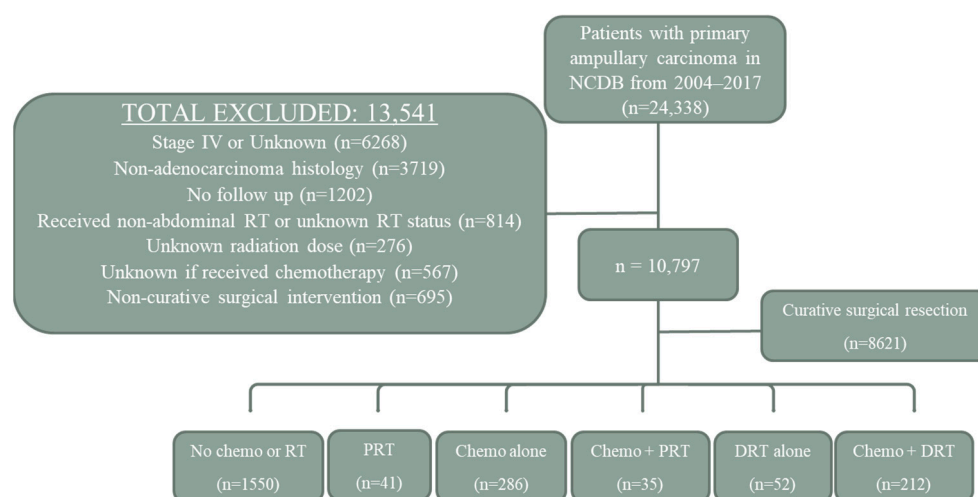 Patients with primary
ampullary carcinoma in
NCDB from 2004–2017
(n=24,338)
TOTAL EXCLUDED: 13,541
Stage IV or Unknown (n=6268)
Non-adenocarcinoma histology (n=3719)
No follow up (n=1202)
Received non-abdominal RT or unknown RT status (n=814)
Unknown radiation dose (n=276)
Unknown if received chemotherapy (n=567)
Non-curative surgical intervention (n=695)
n = 10,797
Curative surgical resection
(n=8621)
No chemo or RT
(n=1550)
PRT
(n=41)
Chemo alone
(n=286)
Chemo + PRT
(n=35)
DRT alone
(n=52)
Chemo + DRT
(n=212)